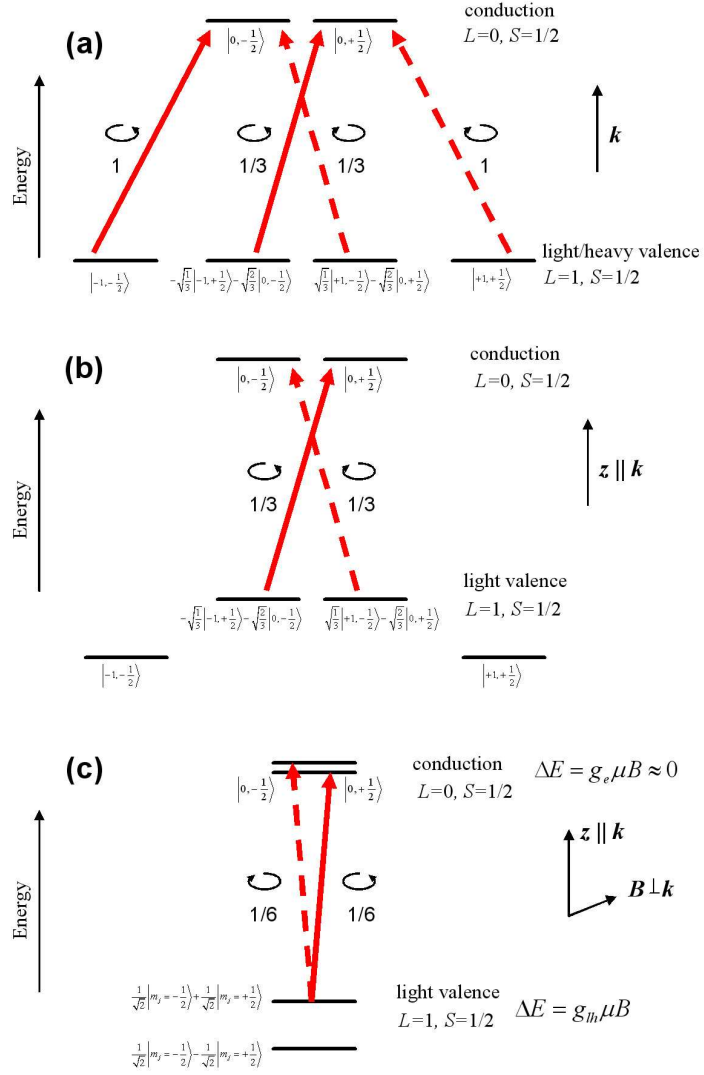 (a)
conduction
L=0, S=1/2
|0,-1/2⟩ |0,+1/2⟩
Energy
1 1/3 1/3 1
k
light/heavy valence
L=1, S=1/2
|-1,-1/2⟩ -√(1/3)|-1,+1/2⟩-√(2/3)|0,-1/2⟩ √(1/3)|+1,-1/2⟩-√(2/3)|0,+1/2⟩ |+1,+1/2⟩
(b)
conduction
L=0, S=1/2
|0,-1/2⟩ |0,+1/2⟩
Energy
1/3 1/3
z || k
light valence
L=1, S=1/2
-√(1/3)|-1,+1/2⟩-√(2/3)|0,-1/2⟩ √(1/3)|+1,-1/2⟩-√(2/3)|0,+1/2⟩
|-1,-1/2⟩ |+1,+1/2⟩
(c)
conduction ΔE = gₑμB ≈ 0
L=0, S=1/2
|0,-1/2⟩ |0,+1/2⟩
Energy
z || k
B ⊥ k
1/6 1/6
1/√2|m_j=-1/2⟩+1/√2|m_j=+1/2⟩
light valence
L=1, S=1/2 ΔE = g_lh μB
1/√2|m_j=-1/2⟩-1/√2|m_j=+1/2⟩